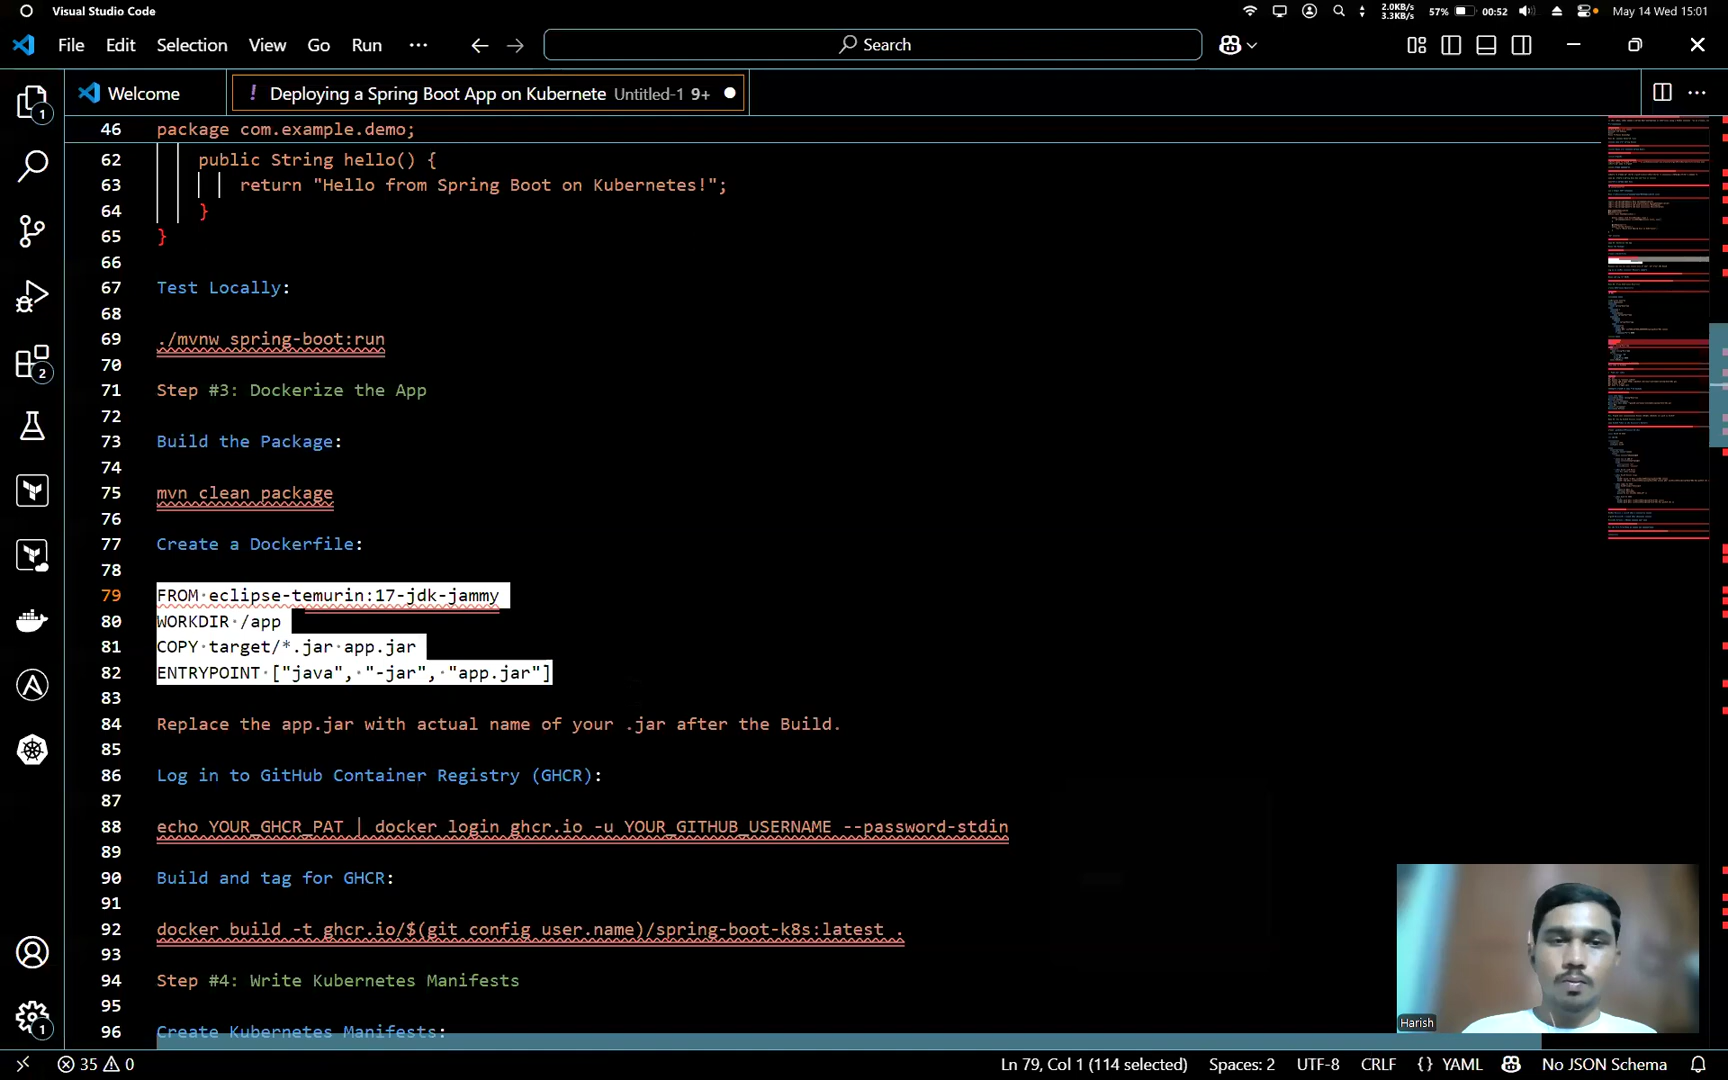 Visual Studio Code
2.0KB/s
3.3KB/s
57%
00:52
May 14 Wed 15:01
File Edit Selection View Go Run
Search
Welcome
! Deploying a Spring Boot App on Kubernete Untitled-1 9+
46 package com.example.demo;
62 public String hello() {
63 return "Hello from Spring Boot on Kubernetes!";
64 }
65 }
66
67 Test Locally:
68
69 ./mvnw spring-boot:run
70
71 Step #3: Dockerize the App
72
73 Build the Package:
74
75 mvn clean package
76
77 Create a Dockerfile:
78
79 FROM eclipse-temurin:17-jdk-jammy
80 WORKDIR /app
81 COPY target/*.jar app.jar
82 ENTRYPOINT ["java", "-jar", "app.jar"]
83
84 Replace the app.jar with actual name of your .jar after the Build.
85
86 Log in to GitHub Container Registry (GHCR):
87
88 echo YOUR_GHCR_PAT | docker login ghcr.io -u YOUR_GITHUB_USERNAME --password-stdin
89
90 Build and tag for GHCR:
91
92 docker build -t ghcr.io/$(git config user.name)/spring-boot-k8s:latest .
93
94 Step #4: Write Kubernetes Manifests
95
96 Create Kubernetes Manifests:
1
2
1
Harish
35 0
Ln 79, Col 1 (114 selected) Spaces: 2 UTF-8 CRLF {} YAML No JSON Schema